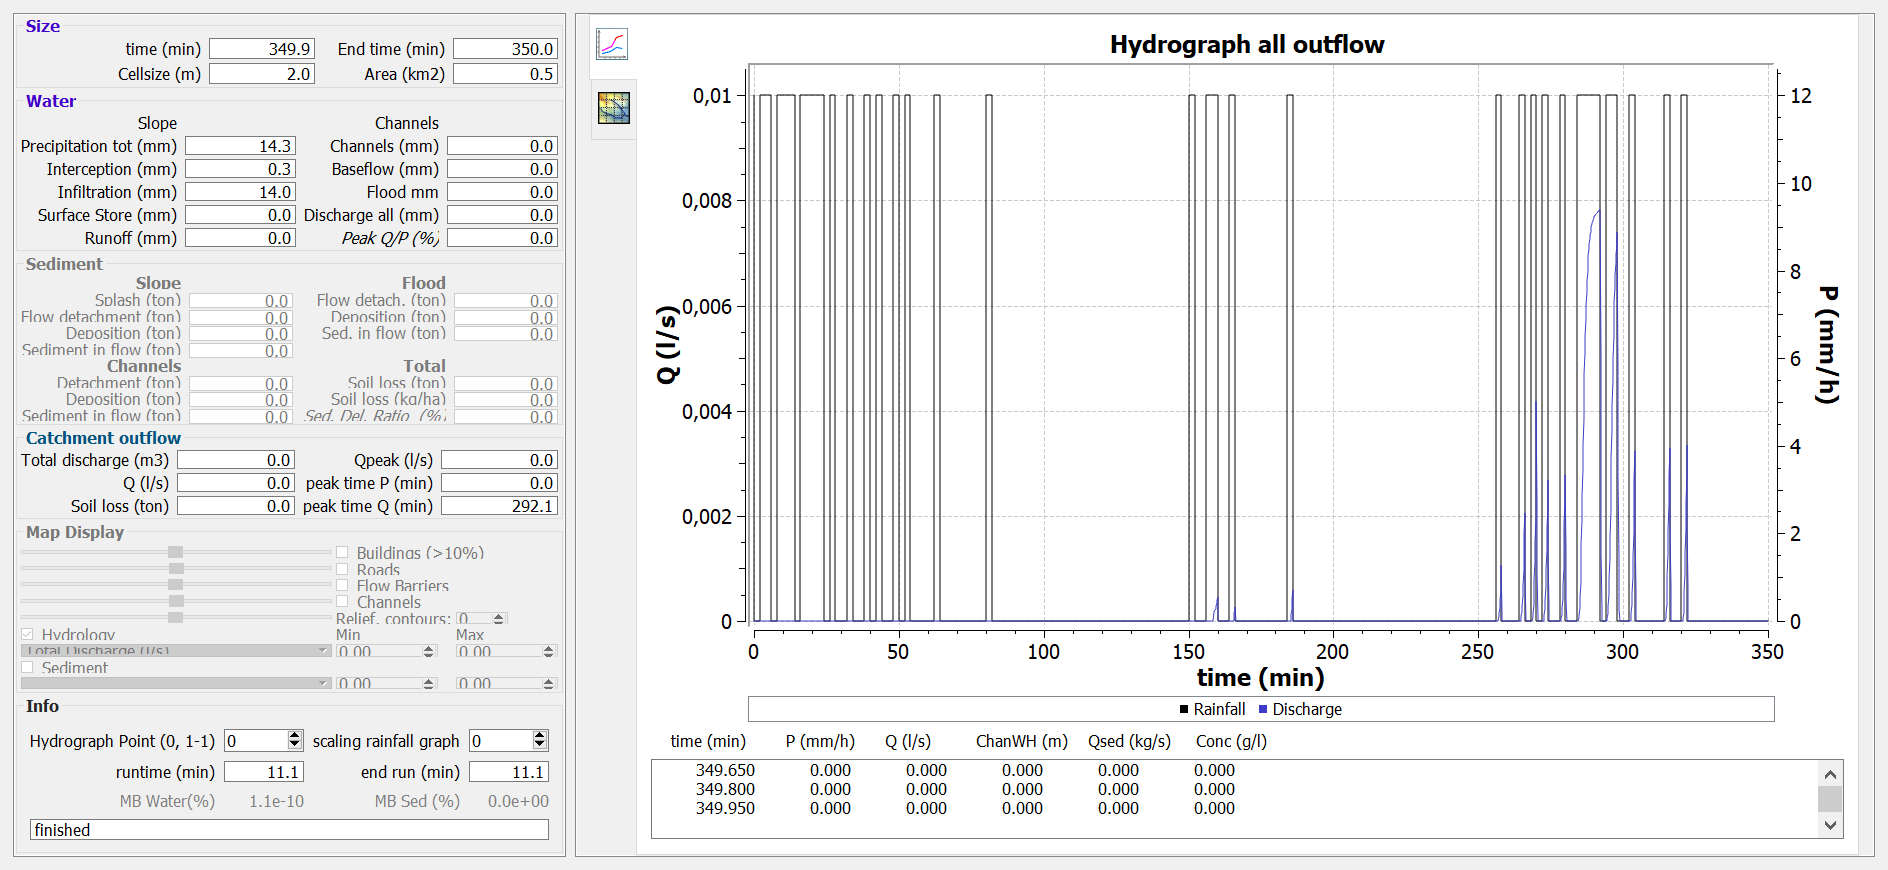 Size
time (min) 349.9 End time (min) 350.0
Cellsize (m) 2.0 Area (km2) 0.5
Water
Slope Channels
Precipitation tot (mm) 14.3 Channels (mm) 0.0
Interception (mm) 0.3 Baseflow (mm) 0.0
Infiltration (mm) 14.0 Flood mm 0.0
Surface Store (mm) 0.0 Discharge all (mm) 0.0
Runoff (mm) 0.0 Peak Q/P (%) 0.0
Sediment
Slope Flood
Splash (ton) 0.0 Flow detach. (ton) 0.0
Flow detachment (ton) 0.0 Deposition (ton) 0.0
Deposition (ton) 0.0 Sed. in flow (ton) 0.0
Sediment in flow (ton) 0.0
Channels Total
Detachment (ton) 0.0 Soil loss (ton) 0.0
Deposition (ton) 0.0 Soil loss (kg/ha) 0.0
Sediment in flow (ton) 0.0 Sed. Del. Ratio. (%) 0.0
Catchment outflow
Total discharge (m3) 0.0 Qpeak (l/s) 0.0
Q (l/s) 0.0 peak time P (min) 0.0
Soil loss (ton) 0.0 peak time Q (min) 292.1
Map Display
Buildings (>10%)
Roads
Flow Barriers
Channels
Relief, contours: 0
Hydrology Min Max
Total Discharge (l/s) 0.00 0.00
Sediment
0.00 0.00
Info
Hydrograph Point (0, 1-1) 0 scaling rainfall graph 0
runtime (min) 11.1 end run (min) 11.1
MB Water(%) 1.1e-10 MB Sed (%) 0.0e+00
finished
Hydrograph all outflow
0,01
0,008
0,006
0,004
0,002
0
Q (l/s)
12
10
8
6
4
2
0
P (mm/h)
0 50 100 150 200 250 300 350
time (min)
Rainfall Discharge
time (min) P (mm/h) Q (l/s) ChanWH (m) Qsed (kg/s) Conc (g/l)
349.650 0.000 0.000 0.000 0.000 0.000
349.800 0.000 0.000 0.000 0.000 0.000
349.950 0.000 0.000 0.000 0.000 0.000